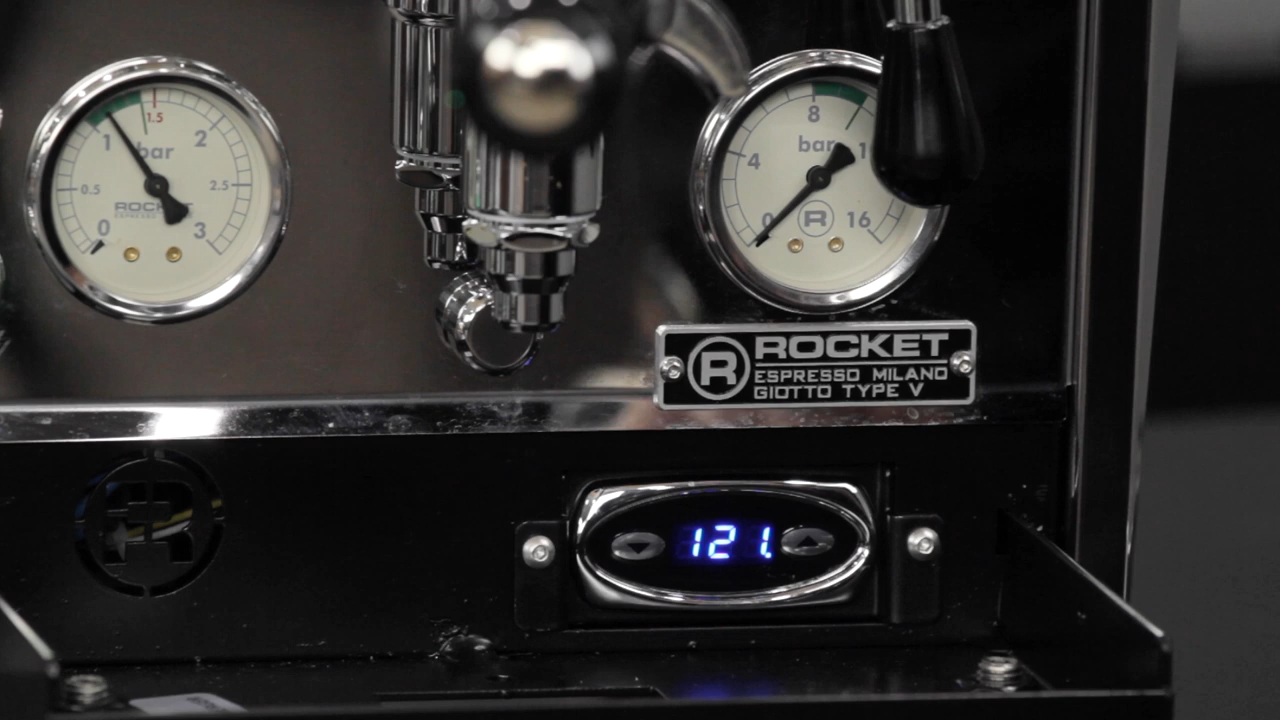 1.5
1
2
bar
0.5
2.5
ROCKET
0
3
8
bar
4
0
R
16
R
ROCKET
ESPRESSO MILANO
GIOTTO TYPE V
R
121.